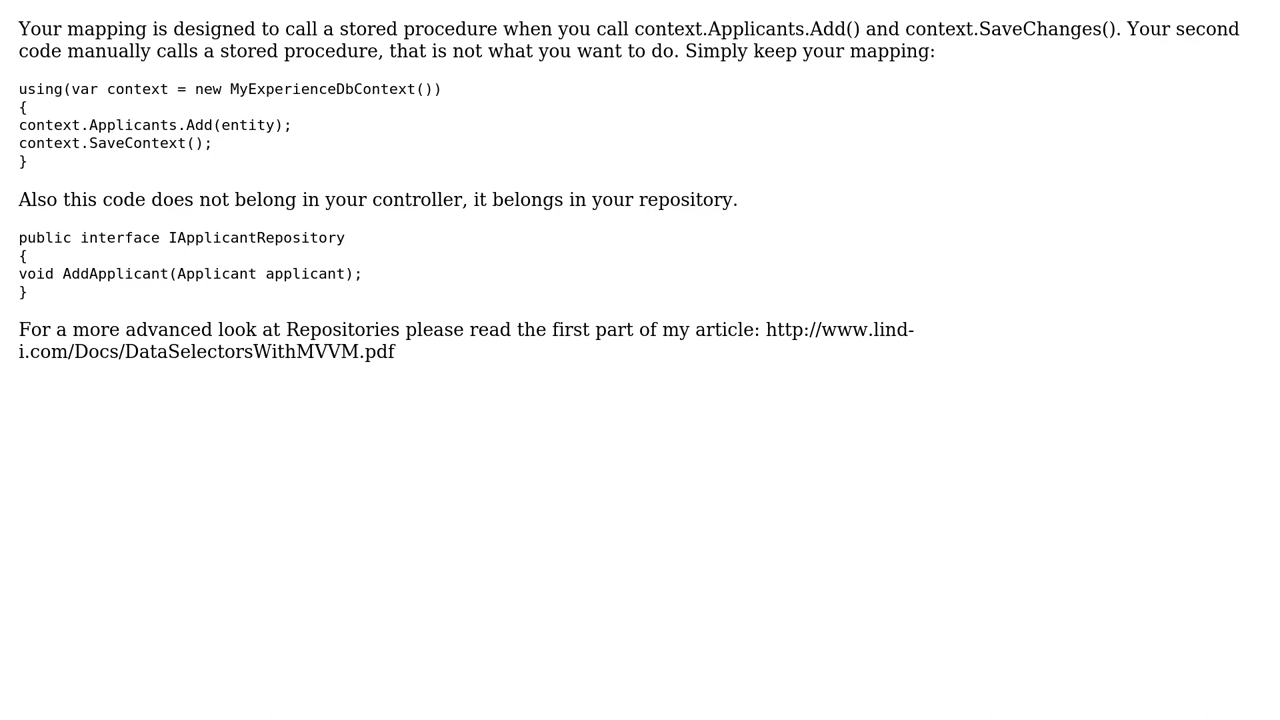 Your mapping is designed to call a stored procedure when you call context.Applicants.Add() and context.SaveChanges(). Your second
code manually calls a stored procedure, that is not what you want to do. Simply keep your mapping:
using(var context = new MyExperienceDbContext())
{
context.Applicants.Add(entity);
context.SaveContext();
}
Also this code does not belong in your controller, it belongs in your repository.
public interface IApplicantRepository
{
void AddApplicant(Applicant applicant);
}
For a more advanced look at Repositories please read the first part of my article: http://www.lind-
i.com/Docs/DataSelectorsWithMVVM.pdf